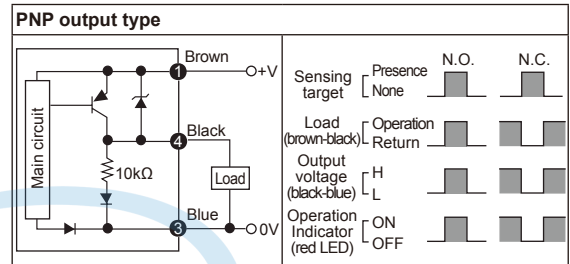 PNP output type
Main circuit
1
Brown
+V
4
Black
10kΩ
Load
3
Blue
0V
N.O. N.C.
Sensing target
Presence
None
Load
(brown-black)
Operation
Return
Output
voltage
(black-blue)
H
L
Operation
Indicator
(red LED)
ON
OFF